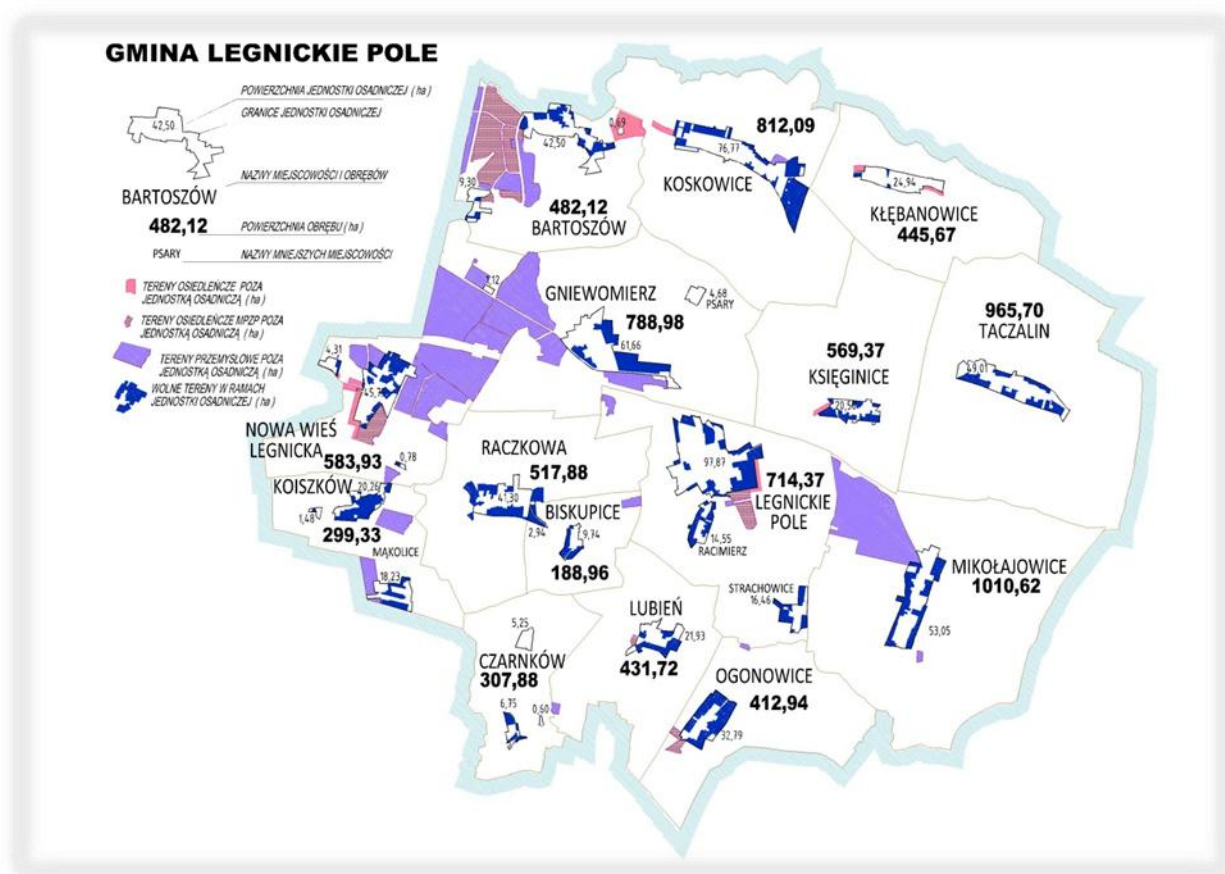 GMINA LEGNICKIE POLE
POWIERZCHNIA JEDNOSTKI OSADNICZEJ ( ha )
42,50
GRANICE JEDNOSTKI OSADNICZEJ
NAZWY MIEJSCOWOŚCI I OBRĘBÓW
BARTOSZÓW
482,12
POWIERZCHNIA OBRĘBU ( ha )
PSARY
NAZWY MNIEJSZYCH MIEJSCOWOŚCI
TERENY OSIEDLEŃCZE POZA
JEDNOSTKĄ OSADNICZĄ ( ha )
TERENY OSIEDLEŃCZE MPZP POZA
JEDNOSTKĄ OSADNICZĄ ( ha )
TERENY PRZEMYSŁOWE POZA
JEDNOSTKĄ OSADNICZĄ ( ha )
WOLNE TERENY W RAMACH
JEDNOSTKI OSADNICZEJ ( ha )
0,69
42,50
9,30
482,12
BARTOSZÓW
812,09
76,77
KOSKOWICE
24,94
KŁĘBANOWICE
445,67
GNIEWOMIERZ
788,98
61,66
4,68
PSARY
965,70
TACZALIN
49,01
569,37
KSIĘGINICE
20,56
4,31
NOWA WIEŚ
LEGNICKA
583,93
0,78
KOISZKÓW
20,26
1,48
299,33
MĄKOLICE
18,23
RACZKOWA
517,88
41,30
2,94
BISKUPICE
9,74
188,96
97,87
714,37
LEGNICKIE
POLE
14,55
RACIMIERZ
STRACHOWICE
16,46
MIKOŁAJOWICE
1010,62
53,05
LUBIEŃ
21,93
431,72
5,25
CZARNKÓW
307,88
6,75
0,60
OGONOWICE
412,94
32,79